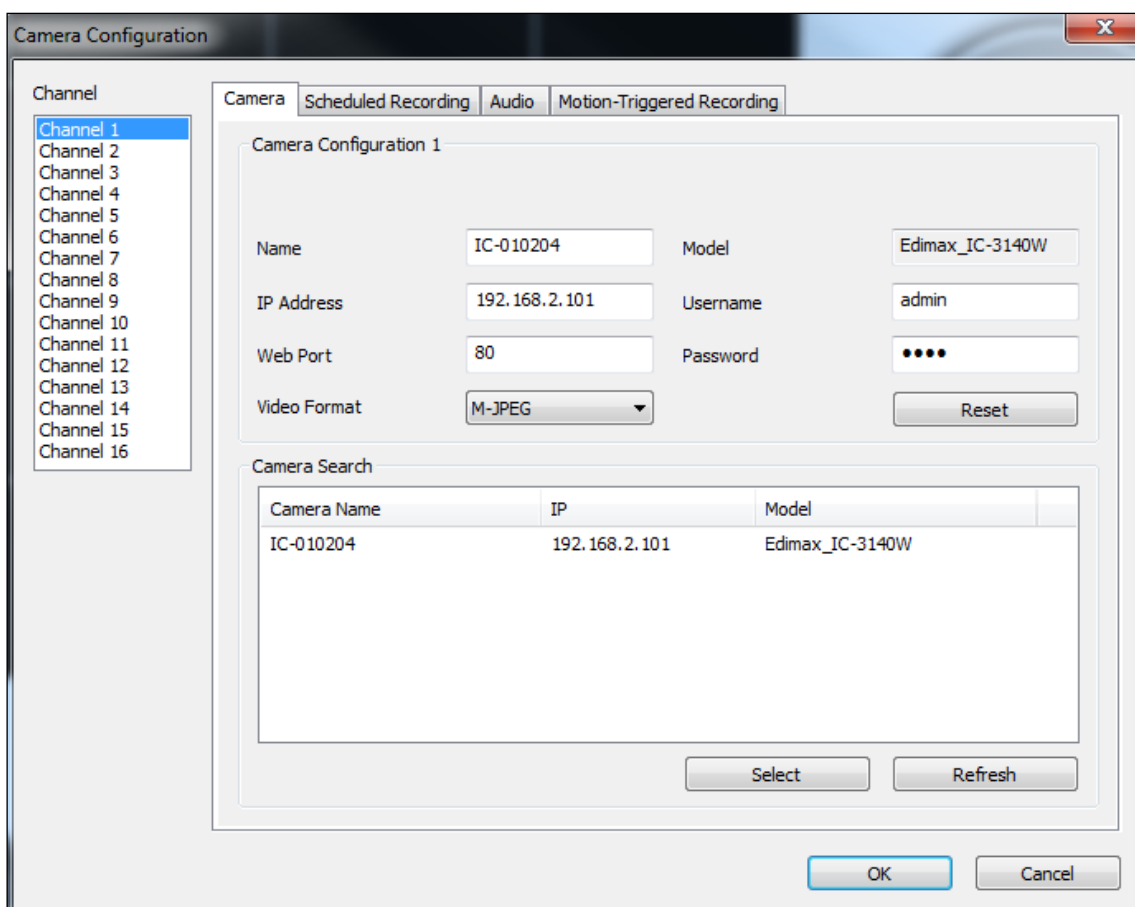 Camera Configuration
X
Channel
Channel 1
Channel 2
Channel 3
Channel 4
Channel 5
Channel 6
Channel 7
Channel 8
Channel 9
Channel 10
Channel 11
Channel 12
Channel 13
Channel 14
Channel 15
Channel 16
Camera Scheduled Recording Audio Motion-Triggered Recording
Camera Configuration 1
Name IC-010204 Model Edimax_IC-3140W
IP Address 192.168.2.101 Username admin
Web Port 80 Password ●●●●
Video Format M-JPEG Reset
Camera Search
Camera Name IP Model
IC-010204 192.168.2.101 Edimax_IC-3140W
Select Refresh
OK Cancel